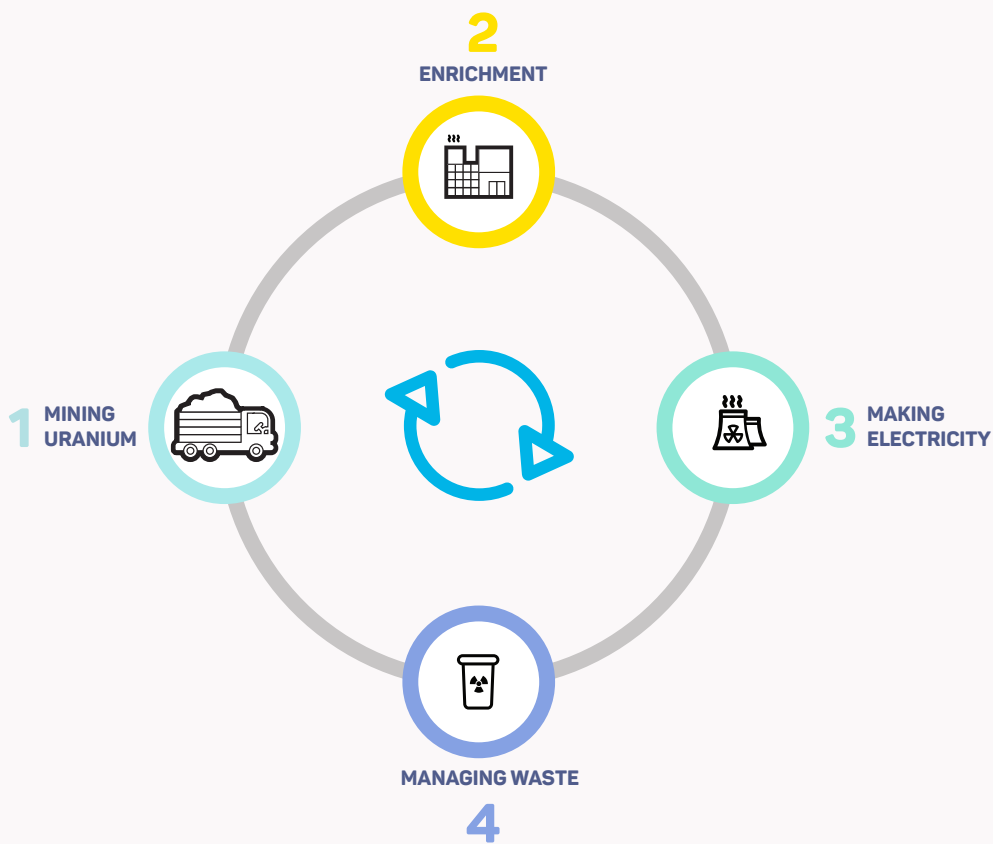 2
ENRICHMENT
1
MINING
URANIUM
3
MAKING
ELECTRICITY
MANAGING WASTE
4